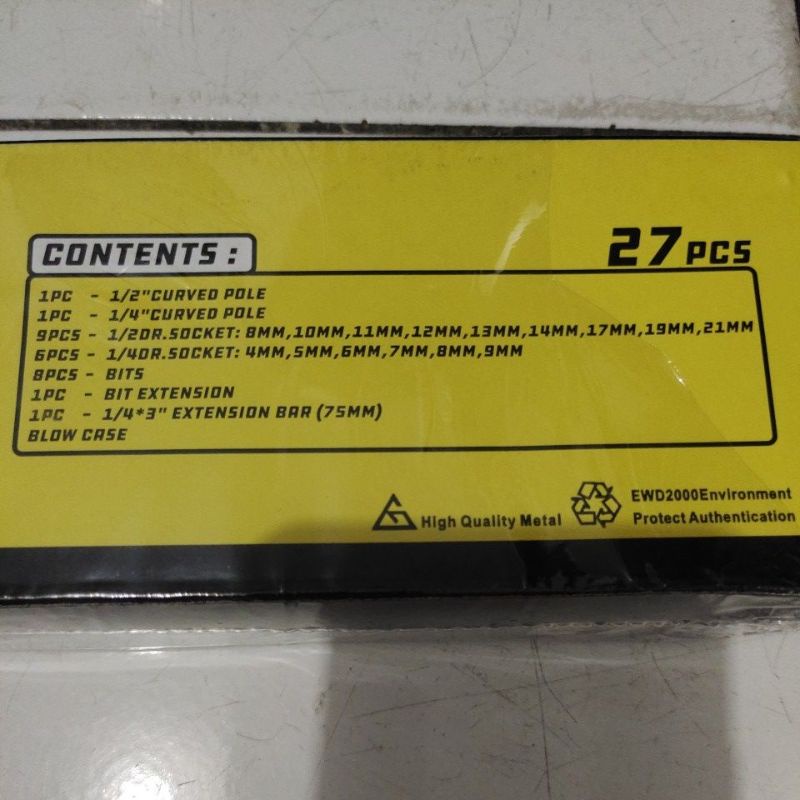 CONTENTS :
27 PCS
1PC - 1/2"CURVED POLE
1PC - 1/4"CURVED POLE
9PCS - 1/2DR.SOCKET: 8MM,10MM,11MM,12MM,13MM,14MM,17MM,19MM,21MM
6PCS - 1/4DR.SOCKET: 4MM,5MM,6MM,7MM,8MM,9MM
8PCS - BITS
1PC - BIT EXTENSION
1PC - 1/4*3" EXTENSION BAR (75MM)
BLOW CASE
High Quality Metal
EWD2000Environment
Protect Authentication